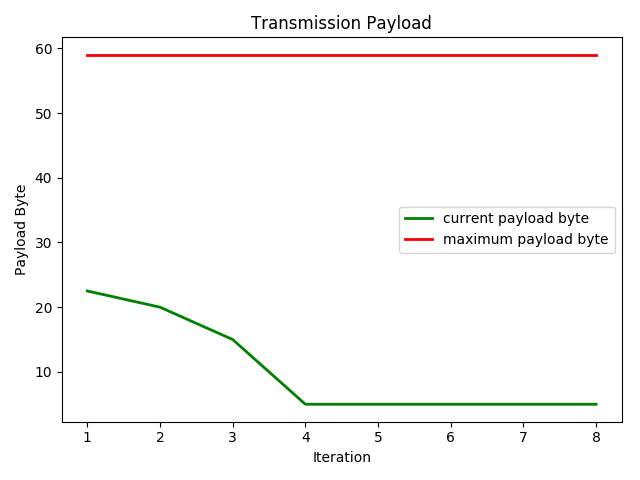 Transmission Payload
60
50
40
30
20
10
Payload Byte
current payload byte
maximum payload byte
1 2 3 4 5 6 7 8
Iteration